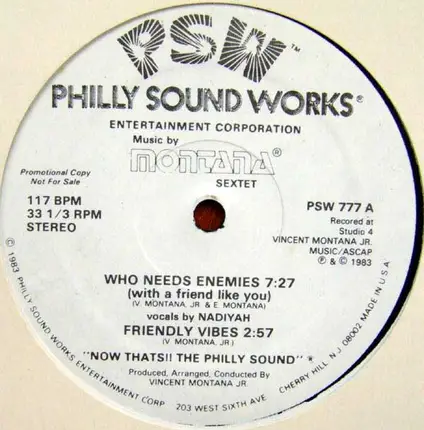 PSW™
PHILLY SOUND WORKS®
ENTERTAINMENT CORPORATION
Music by
MONTANA®
SEXTET
Promotional Copy
Not For Sale
117 BPM
33 1/3 RPM
STEREO
PSW 777 A
Recorded at
Studio 4
VINCENT MONTANA JR.
MUSIC/ASCAP
Ⓟ & © 1983
WHO NEEDS ENEMIES 7:27
(with a friend like you)
(V. MONTANA, JR & E. MONTANA)
vocals by NADIYAH
FRIENDLY VIBES 2:57
(V MONTANA, JR)
"NOW THATS!! THE PHILLY SOUND" *
Produced, Arranged, Conducted By
VINCENT MONTANA JR.
© 1983 PHILLY SOUND WORKS ENTERTAINMENT CORP 203 WEST SIXTH AVE CHERRY HILL, NJ 08002 MADE IN U.S.A